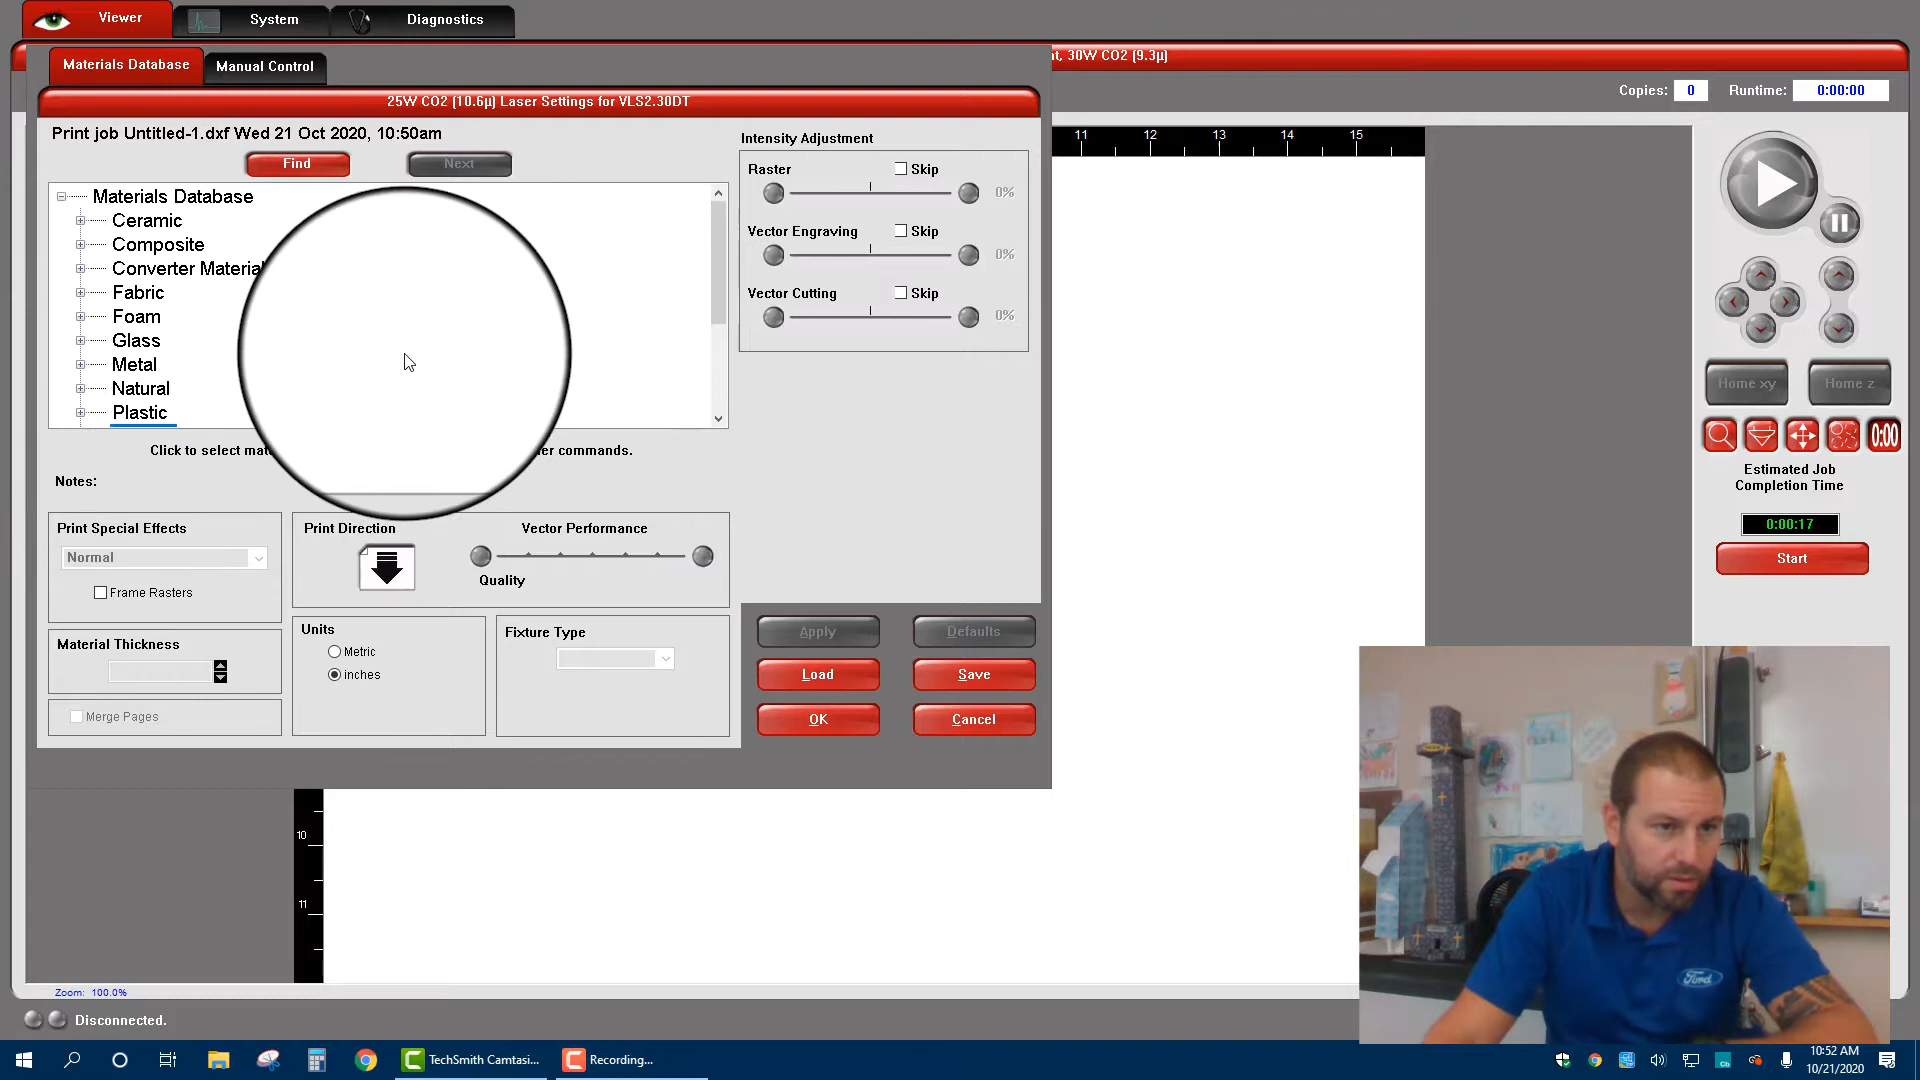 Viewer
System
Diagnostics
Materials Database
Manual Control
nt, 30W CO2 (9.3µ)
25W CO2 (10.6µ) Laser Settings for VLS2.30DT
Copies: 0
Runtime: 0:00:00
Print job Untitled-1.dxf Wed 21 Oct 2020, 10:50am
Find
Next
Intensity Adjustment
Raster
Skip
0%
Vector Engraving
Skip
0%
Vector Cutting
Skip
0%
11 12 13 14 15
Materials Database
Ceramic
Composite
Converter Material
Fabric
Foam
Glass
Metal
Natural
Plastic
Click to select mat
er commands.
Notes:
Print Special Effects
Normal
Frame Rasters
Print Direction
Vector Performance
Quality
Material Thickness
Merge Pages
Units
Metric
inches
Fixture Type
Apply
Defaults
Load
Save
OK
Cancel
Home xy
Home z
0:00
Estimated Job
Completion Time
0:00:17
Start
10
11
Zoom: 100.0%
Disconnected.
Ford
TechSmith Camtasi...
Recording...
10:52 AM
10/21/2020